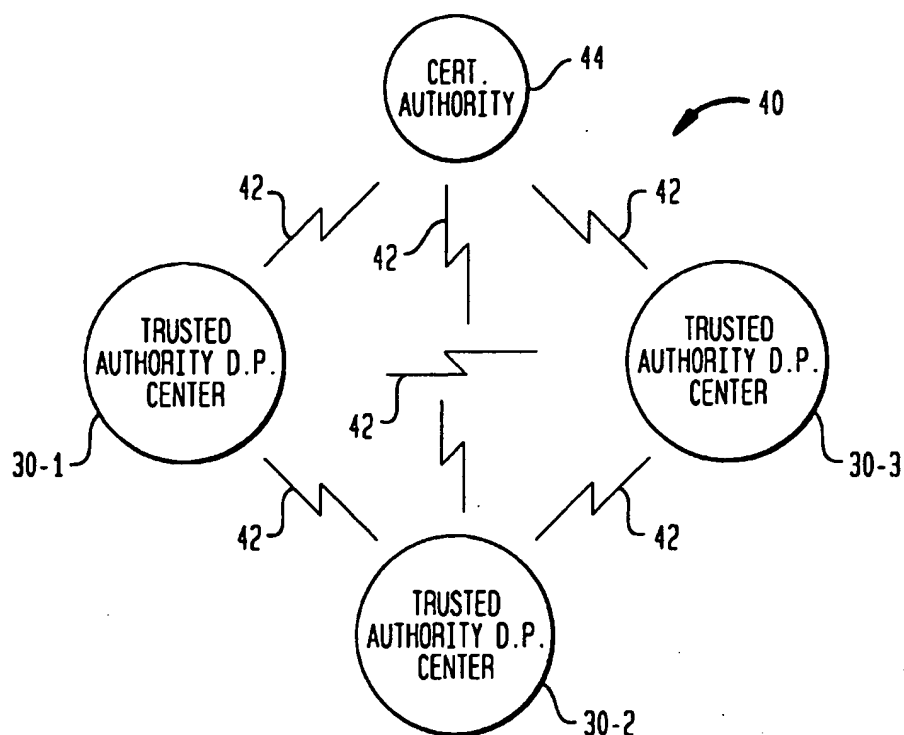 CERT.
AUTHORITY
44
40
42
42
42
TRUSTED
AUTHORITY D.P.
CENTER
TRUSTED
AUTHORITY D.P.
CENTER
42
30-1
30-3
42
42
TRUSTED
AUTHORITY D.P.
CENTER
30-2